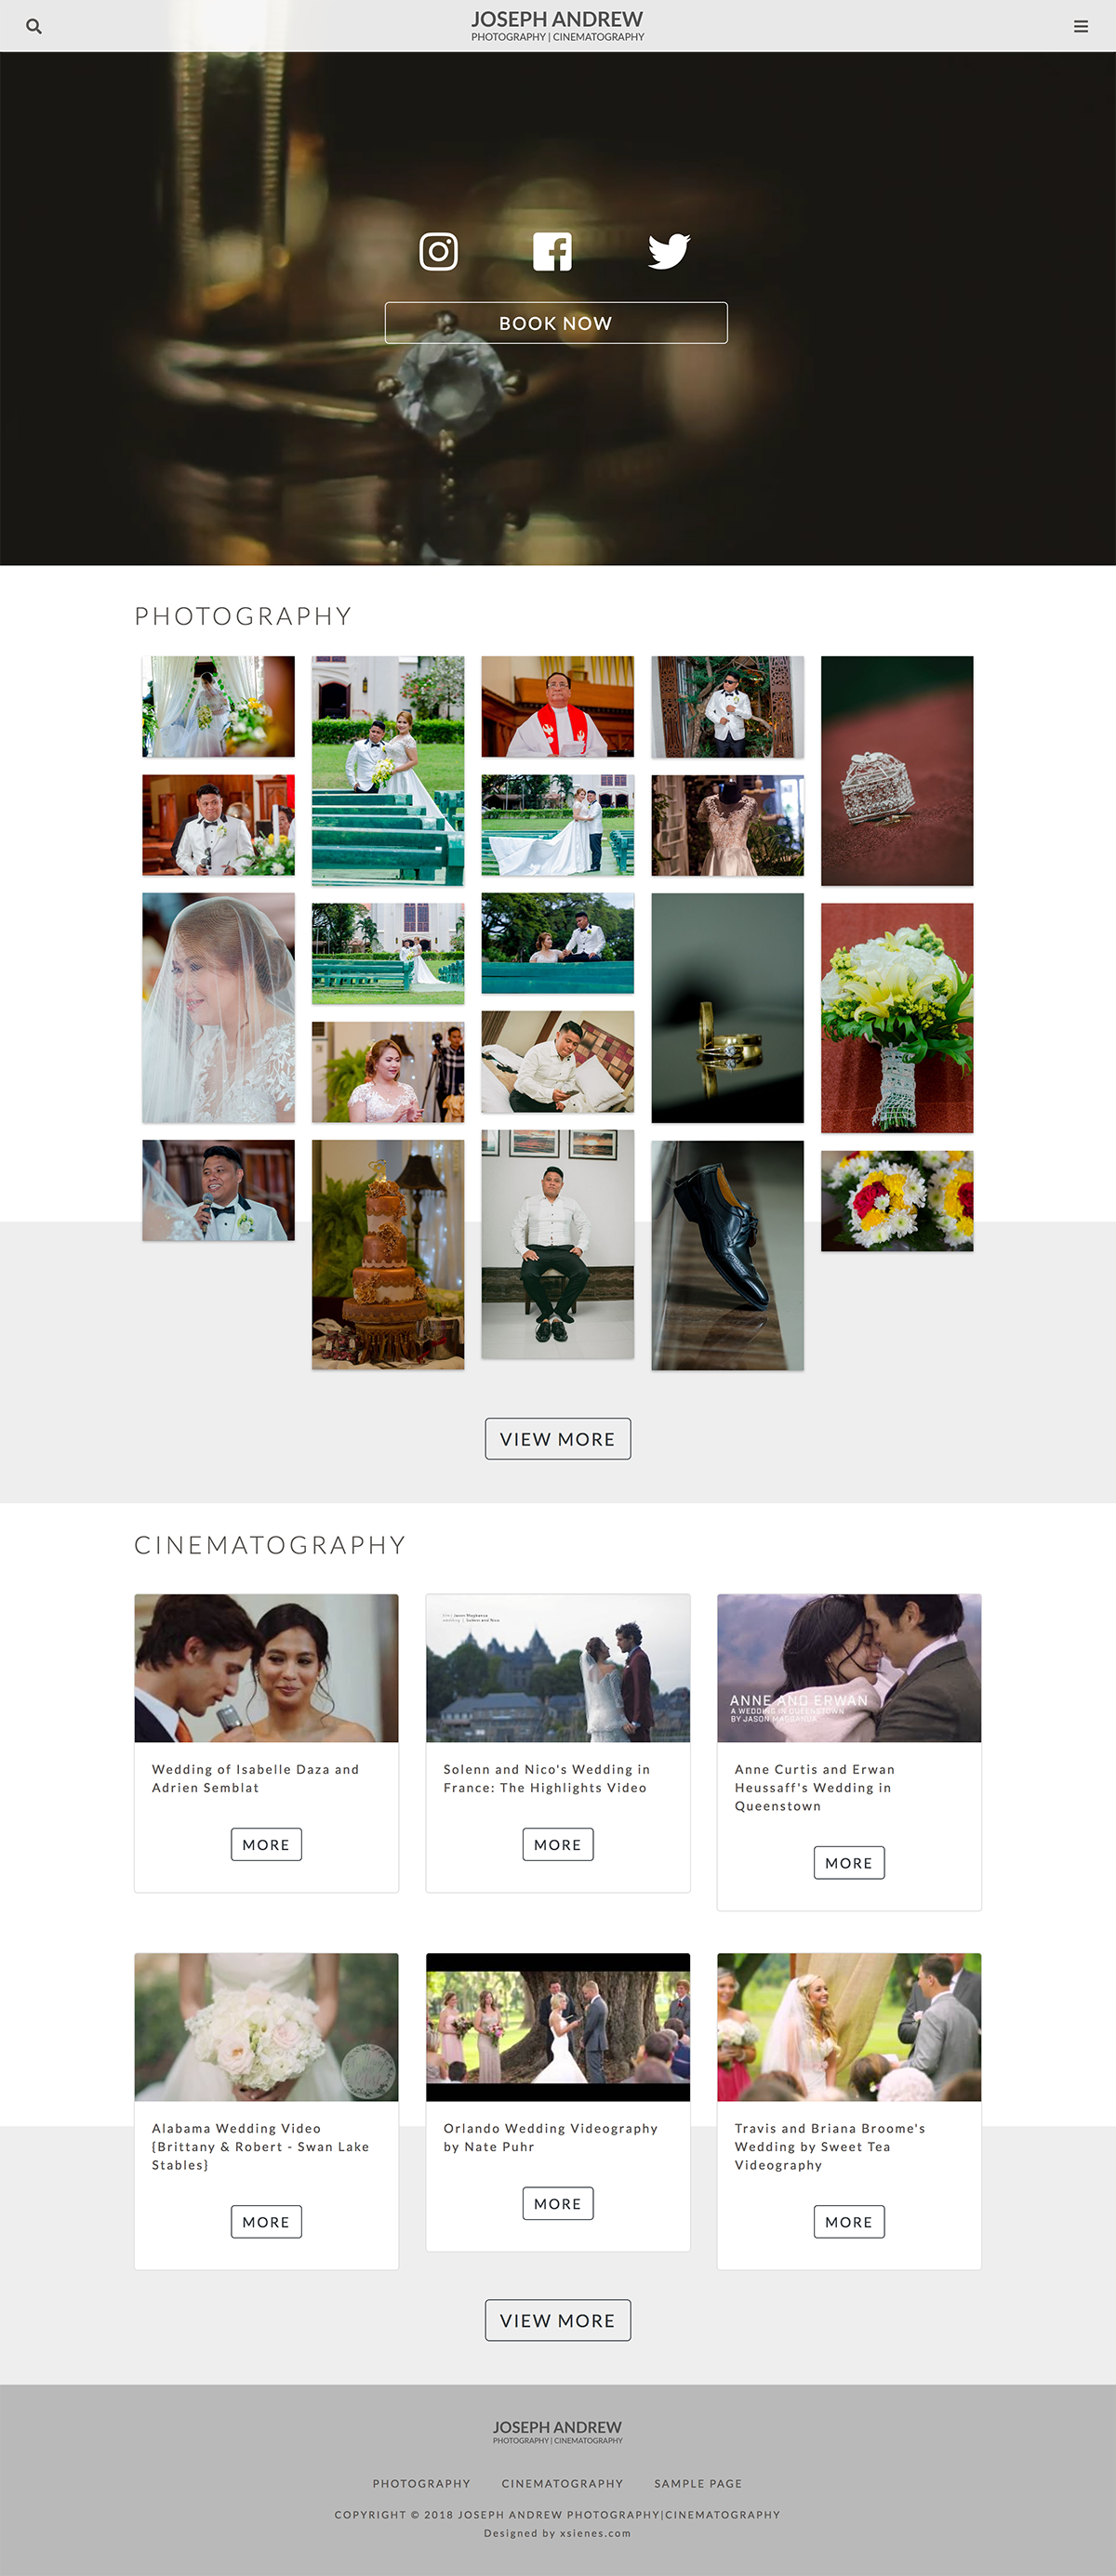 JOSEPH ANDREW
PHOTOGRAPHY | CINEMATOGRAPHY
BOOK NOW
PHOTOGRAPHY
VIEW MORE
CINEMATOGRAPHY
ANNE AND ERWAN
A WEDDING IN QUEENSTOWN
BY JASON MAGBANUA
Wedding of Isabelle Daza and
Adrien Semblat
MORE
Solenn and Nico's Wedding in
France: The Highlights Video
MORE
Anne Curtis and Erwan
Heussaff's Wedding in
Queenstown
MORE
Alabama Wedding Video
{Brittany & Robert - Swan Lake
Stables}
MORE
Orlando Wedding Videography
by Nate Puhr
MORE
Travis and Briana Broome's
Wedding by Sweet Tea
Videography
MORE
VIEW MORE
JOSEPH ANDREW
PHOTOGRAPHY | CINEMATOGRAPHY
PHOTOGRAPHY CINEMATOGRAPHY SAMPLE PAGE
COPYRIGHT © 2018 JOSEPH ANDREW PHOTOGRAPHY|CINEMATOGRAPHY
Designed by xsienes.com